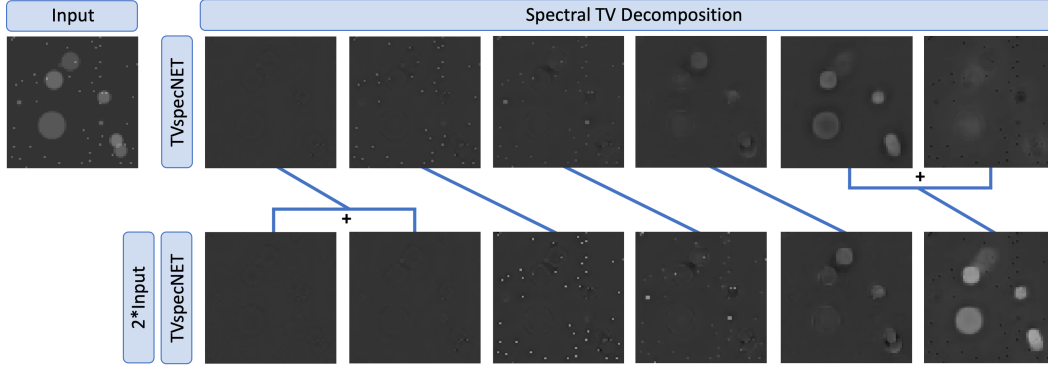 Input
Spectral TV Decomposition
TVspecNET
+
+
2*Input
TVspecNET